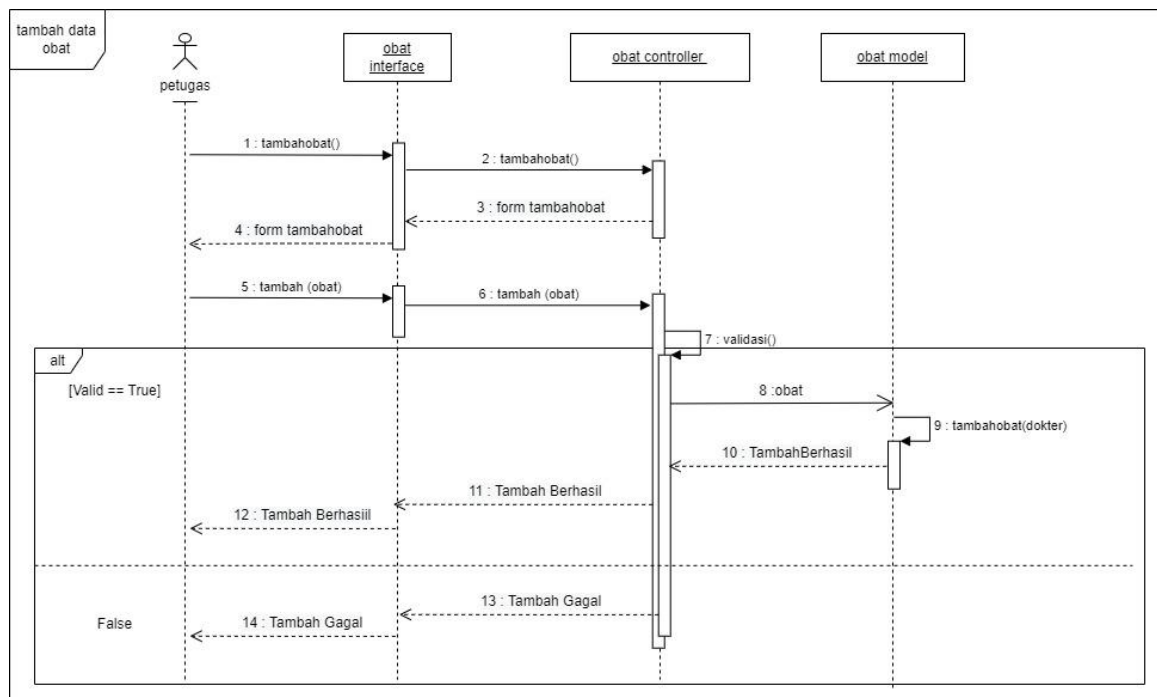 tambah data
obat
petugas
obat
interface
obat controller
obat model
1 : tambahobat()
2 : tambahobat()
3 : form tambahobat
4 : form tambahobat
5 : tambah (obat)
6 : tambah (obat)
7 : validasi()
alt
[Valid == True]
8 :obat
9 : tambahobat(dokter)
10 : TambahBerhasil
11 : Tambah Berhasil
12 : Tambah Berhasiil
13 : Tambah Gagal
False
14 : Tambah Gagal